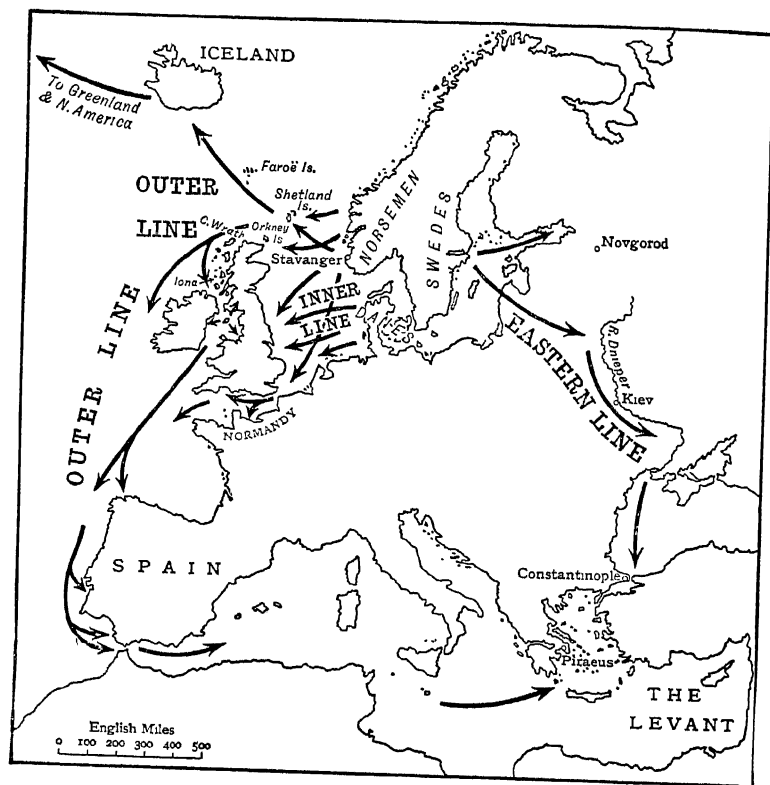 ICELAND
To Greenland
& N. America
Faroë Is.
OUTER
LINE
Shetland
Is.
C. Wrath
Orkney
Is
Stavanger
NORSEMEN
SWEDES
Novgorod
Iona
INNER
LINE
OUTER LINE
EASTERN LINE
R. Dnieper
Kiev
NORMANDY
SPAIN
Constantinople
Piraeus
THE
LEVANT
English Miles
0 100 200 300 400 500